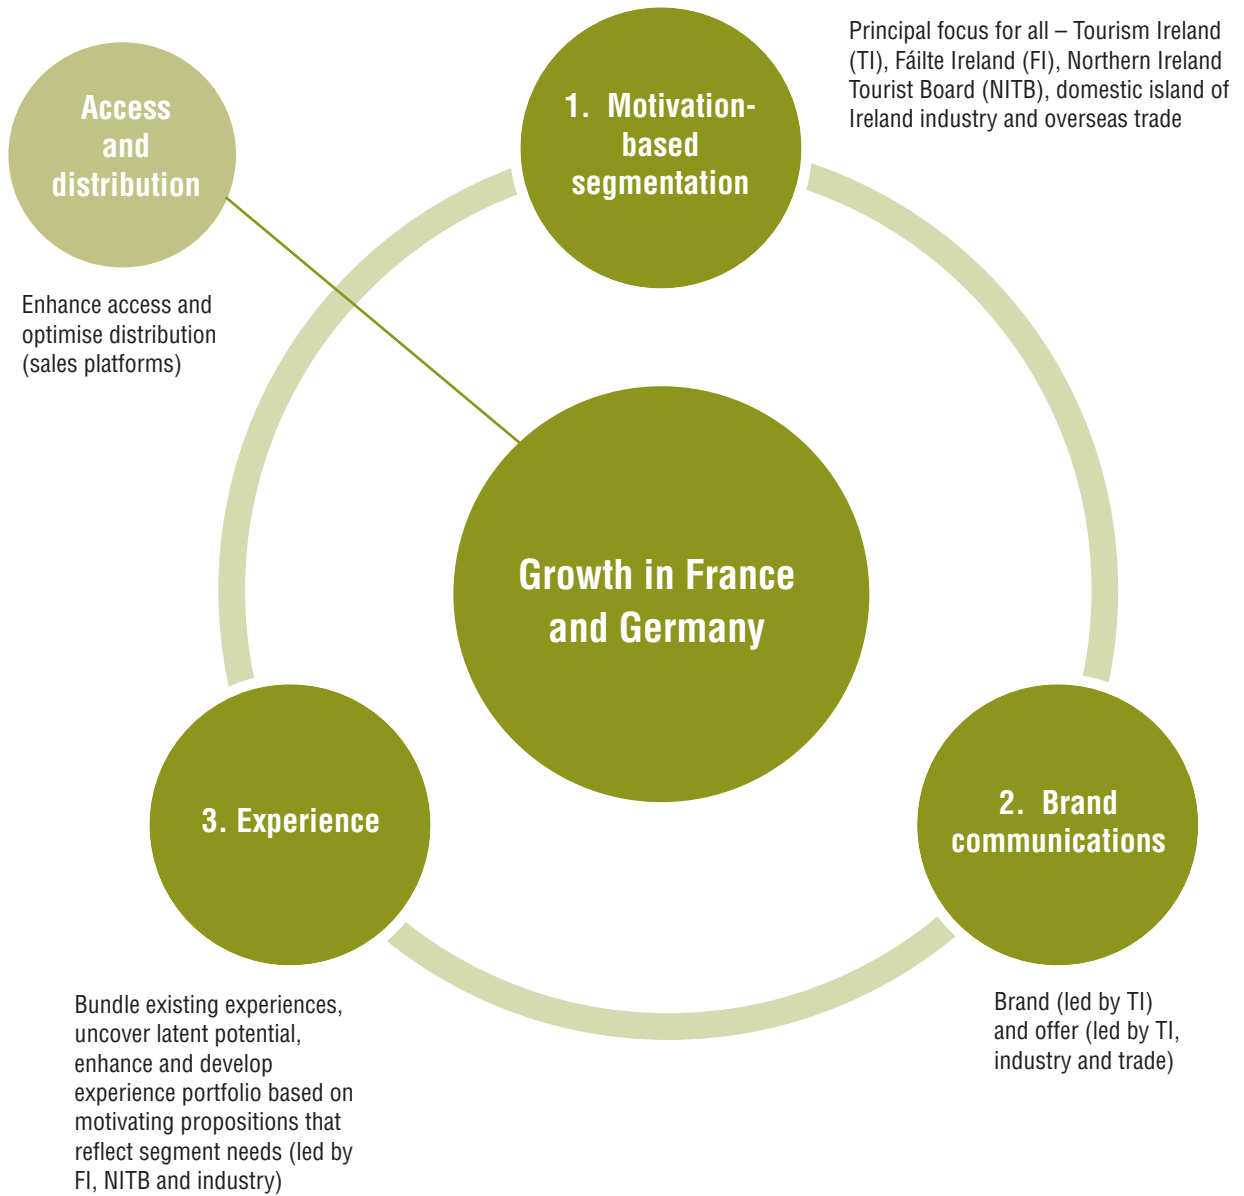 Access
and
distribution
Enhance access and
optimise distribution
(sales platforms)
1. Motivation-
based
segmentation
Principal focus for all – Tourism Ireland
(TI), Fáilte Ireland (FI), Northern Ireland
Tourist Board (NITB), domestic island of
Ireland industry and overseas trade
Growth in France
and Germany
3. Experience
Bundle existing experiences,
uncover latent potential,
enhance and develop
experience portfolio based on
motivating propositions that
reflect segment needs (led by
FI, NITB and industry)
2. Brand
communications
Brand (led by TI)
and offer (led by TI,
industry and trade)